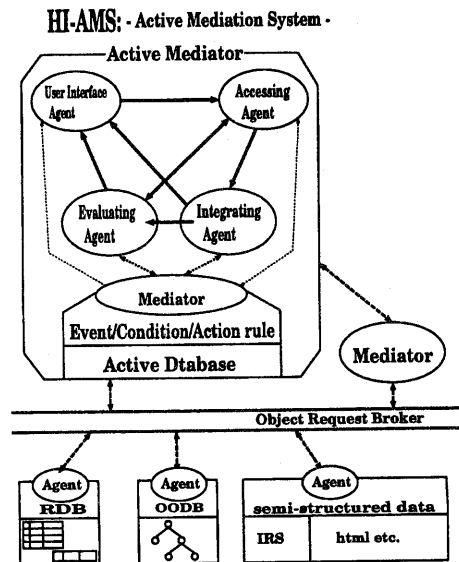 HI-AMS: - Active Mediation System -
Active Mediator
User Interface
Agent
Accessing
Agent
Evaluating
Agent
Integrating
Agent
Mediator
Event/Condition/Action rule
Active Dtabase
Mediator
Object Request Broker
Agent
RDB
Agent
OODB
Agent
semi-structured data
IRS
html etc.